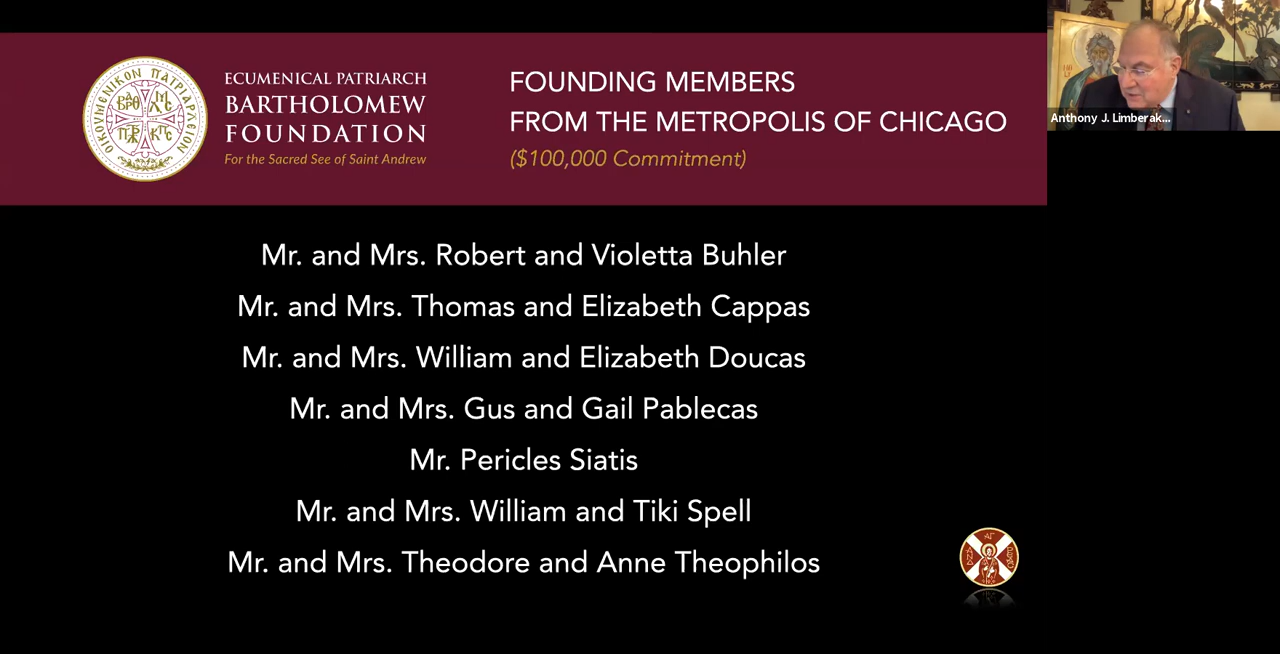 ECUMENICAL PATRIARCH
BARTHOLOMEW
FOUNDATION
For the Sacred See of Saint Andrew
FOUNDING MEMBERS
FROM THE METROPOLIS OF CHICAGO
($100,000 Commitment)
Anthony J. Limberak...
Mr. and Mrs. Robert and Violetta Buhler
Mr. and Mrs. Thomas and Elizabeth Cappas
Mr. and Mrs. William and Elizabeth Doucas
Mr. and Mrs. Gus and Gail Pablecas
Mr. Pericles Siatis
Mr. and Mrs. William and Tiki Spell
Mr. and Mrs. Theodore and Anne Theophilos